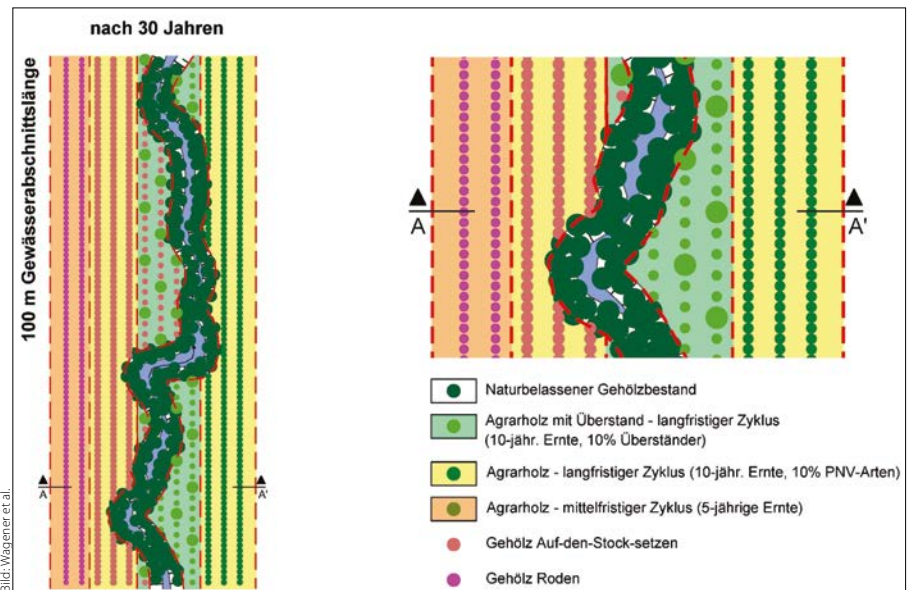 nach 30 Jahren
100 m Gewässerabschnittslänge
A
A'
A
A'
Naturbelassener Gehölzbestand
Agrarholz mit Überstand - langfristiger Zyklus
(10-jähr. Ernte, 10% Überständer)
Agrarholz - langfristiger Zyklus (10-jähr. Ernte, 10% PNV-Arten)
Agrarholz - mittelfristiger Zyklus (5-jährige Ernte)
Gehölz Auf-den-Stock-setzen
Gehölz Roden
Bild: Wagener et al.